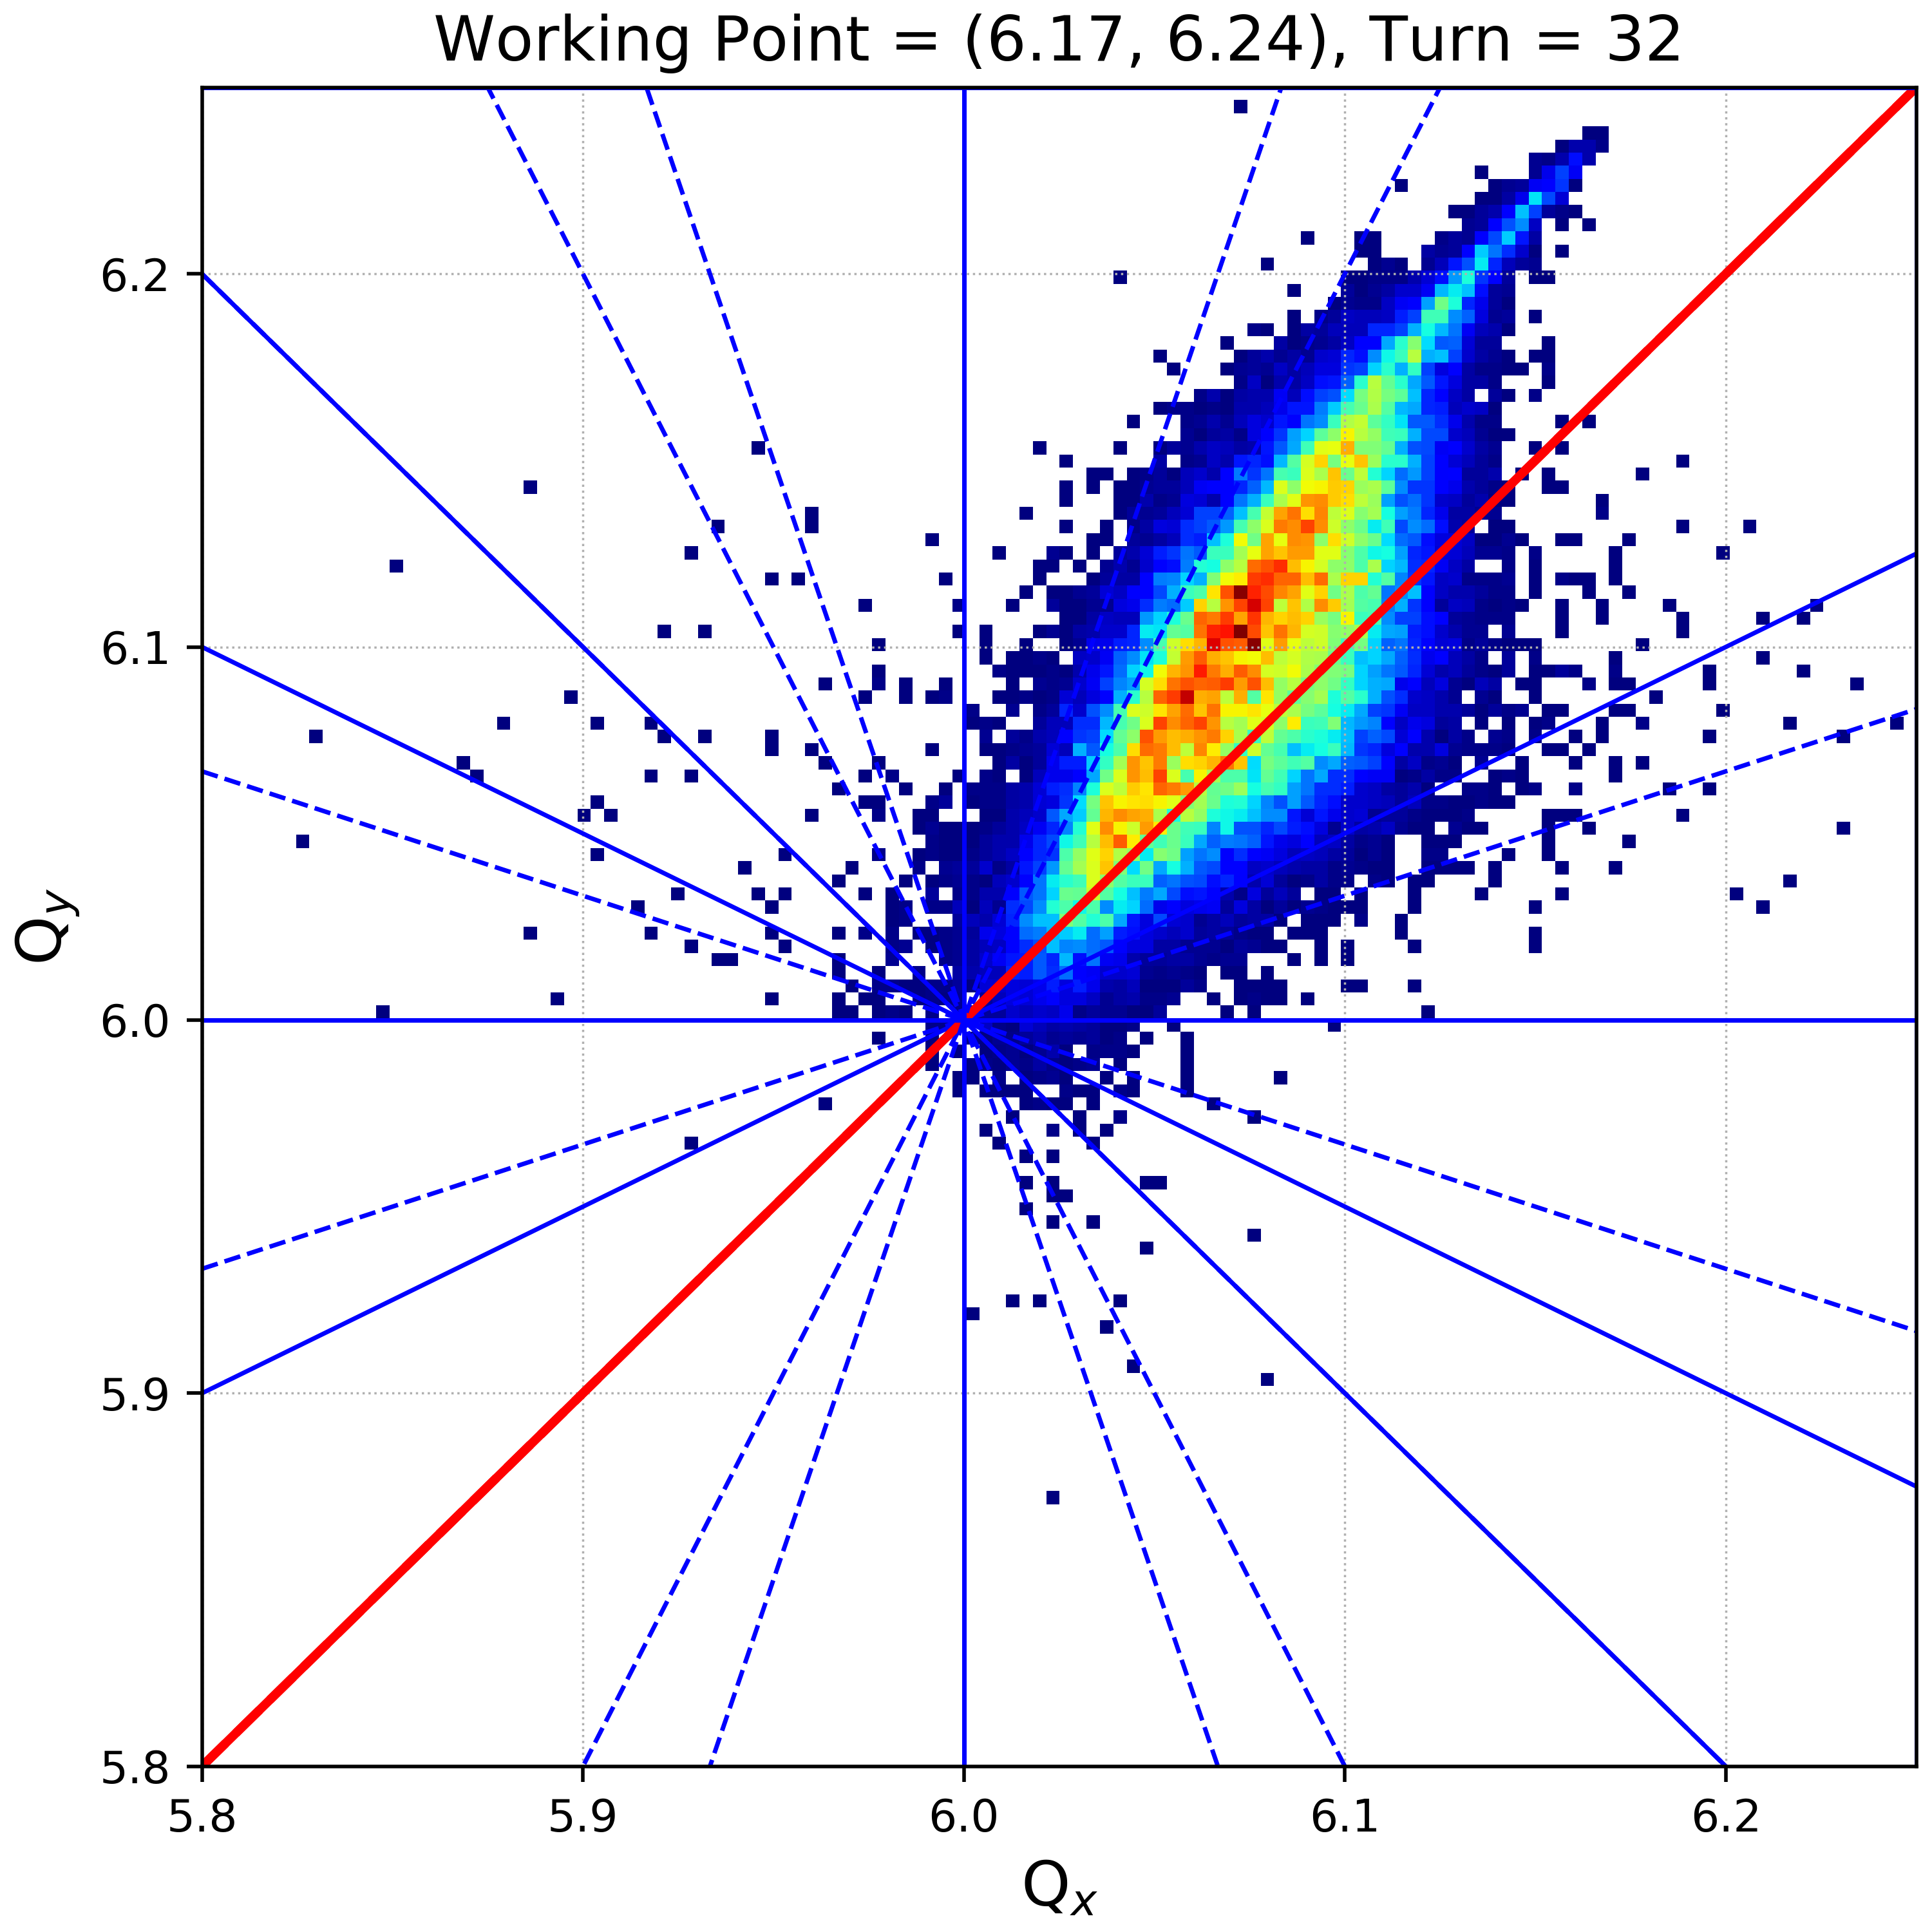 Working Point = (6.17, 6.24), Turn = 32
6.2
6.1
6.0
5.9
5.8
Qy
5.8 5.9 6.0 6.1 6.2
Qx